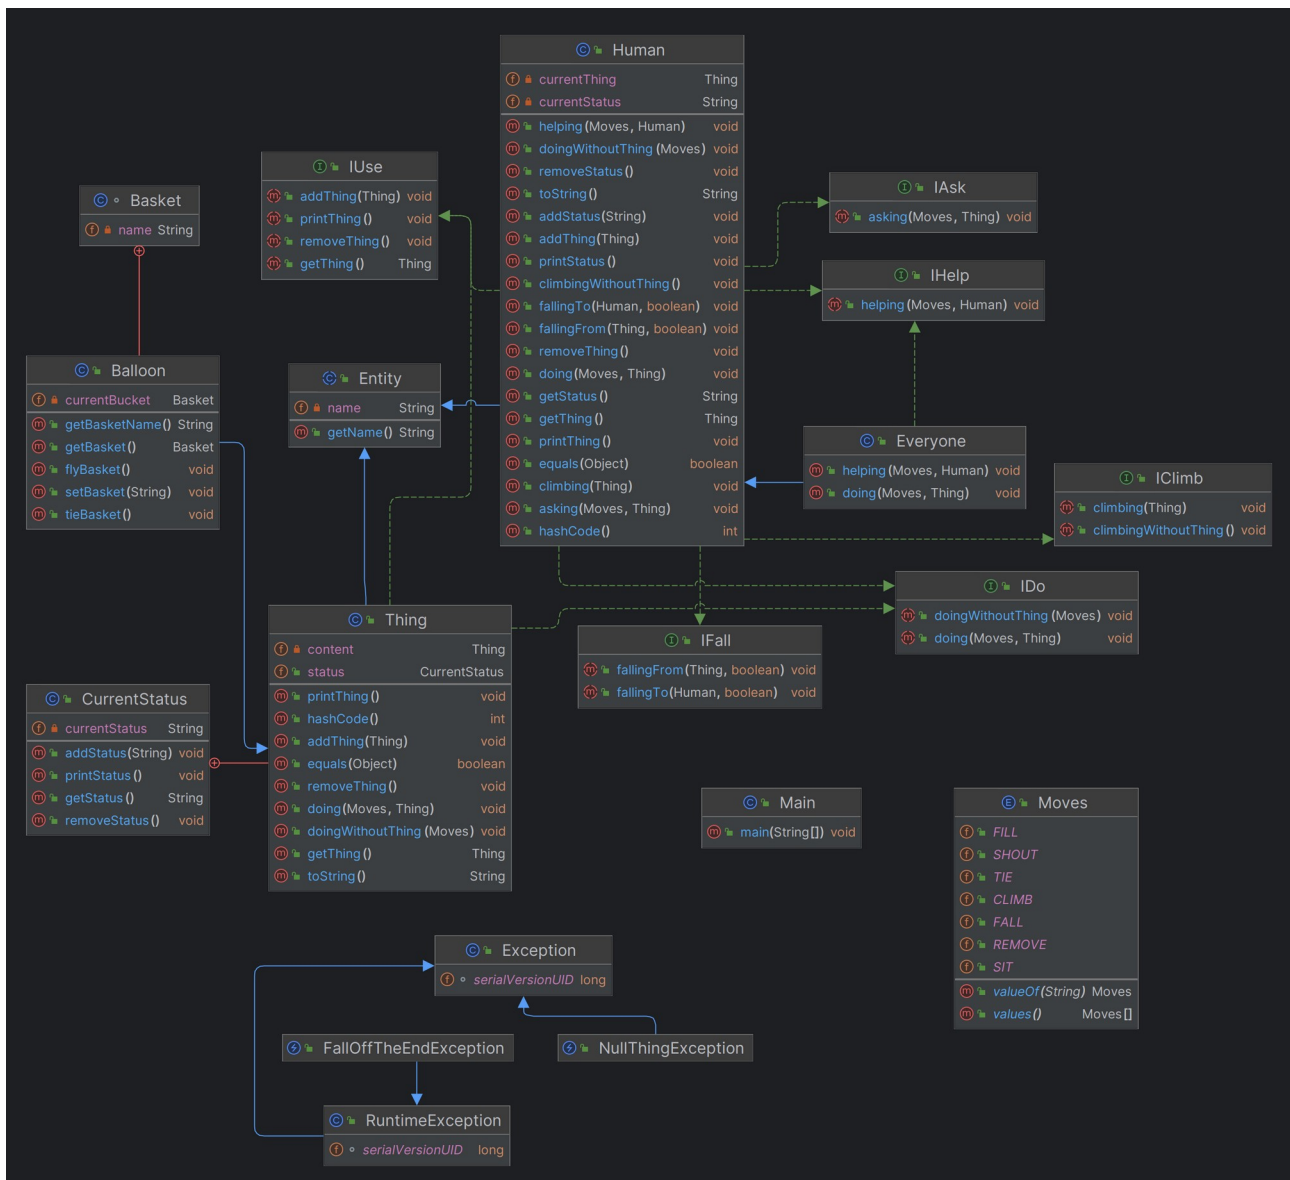 Human
currentThing Thing
currentStatus String
helping(Moves, Human) void
doingWithoutThing(Moves) void
removeStatus() void
toString() String
addStatus(String) void
addThing(Thing) void
printStatus() void
climbingWithoutThing() void
fallingTo(Human, boolean) void
fallingFrom(Thing, boolean) void
removeThing() void
doing(Moves, Thing) void
getStatus() String
getThing() Thing
printThing() void
equals(Object) boolean
climbing(Thing) void
asking(Moves, Thing) void
hashCode() int
IUse
addThing(Thing) void
printThing() void
removeThing() void
getThing() Thing
Basket
name String
IAsk
asking(Moves, Thing) void
IHelp
helping(Moves, Human) void
Balloon
currentBucket Basket
getBasketName() String
getBasket() Basket
flyBasket() void
setBasket(String) void
tieBasket() void
Entity
name String
getName() String
Everyone
helping(Moves, Human) void
doing(Moves, Thing) void
IClimb
climbing(Thing) void
climbingWithoutThing() void
IDo
doingWithoutThing(Moves) void
doing(Moves, Thing) void
Thing
content Thing
status CurrentStatus
printThing() void
hashCode() int
addThing(Thing) void
equals(Object) boolean
removeThing() void
doing(Moves, Thing) void
doingWithoutThing(Moves) void
getThing() Thing
toString() String
IFall
fallingFrom(Thing, boolean) void
fallingTo(Human, boolean) void
CurrentStatus
currentStatus String
addStatus(String) void
printStatus() void
getStatus() String
removeStatus() void
Main
main(String[]) void
Moves
FILL
SHOUT
TIE
CLIMB
FALL
REMOVE
SIT
valueOf(String) Moves
values() Moves[]
Exception
serialVersionUID long
FallOffTheEndException
NullThingException
RuntimeException
serialVersionUID long